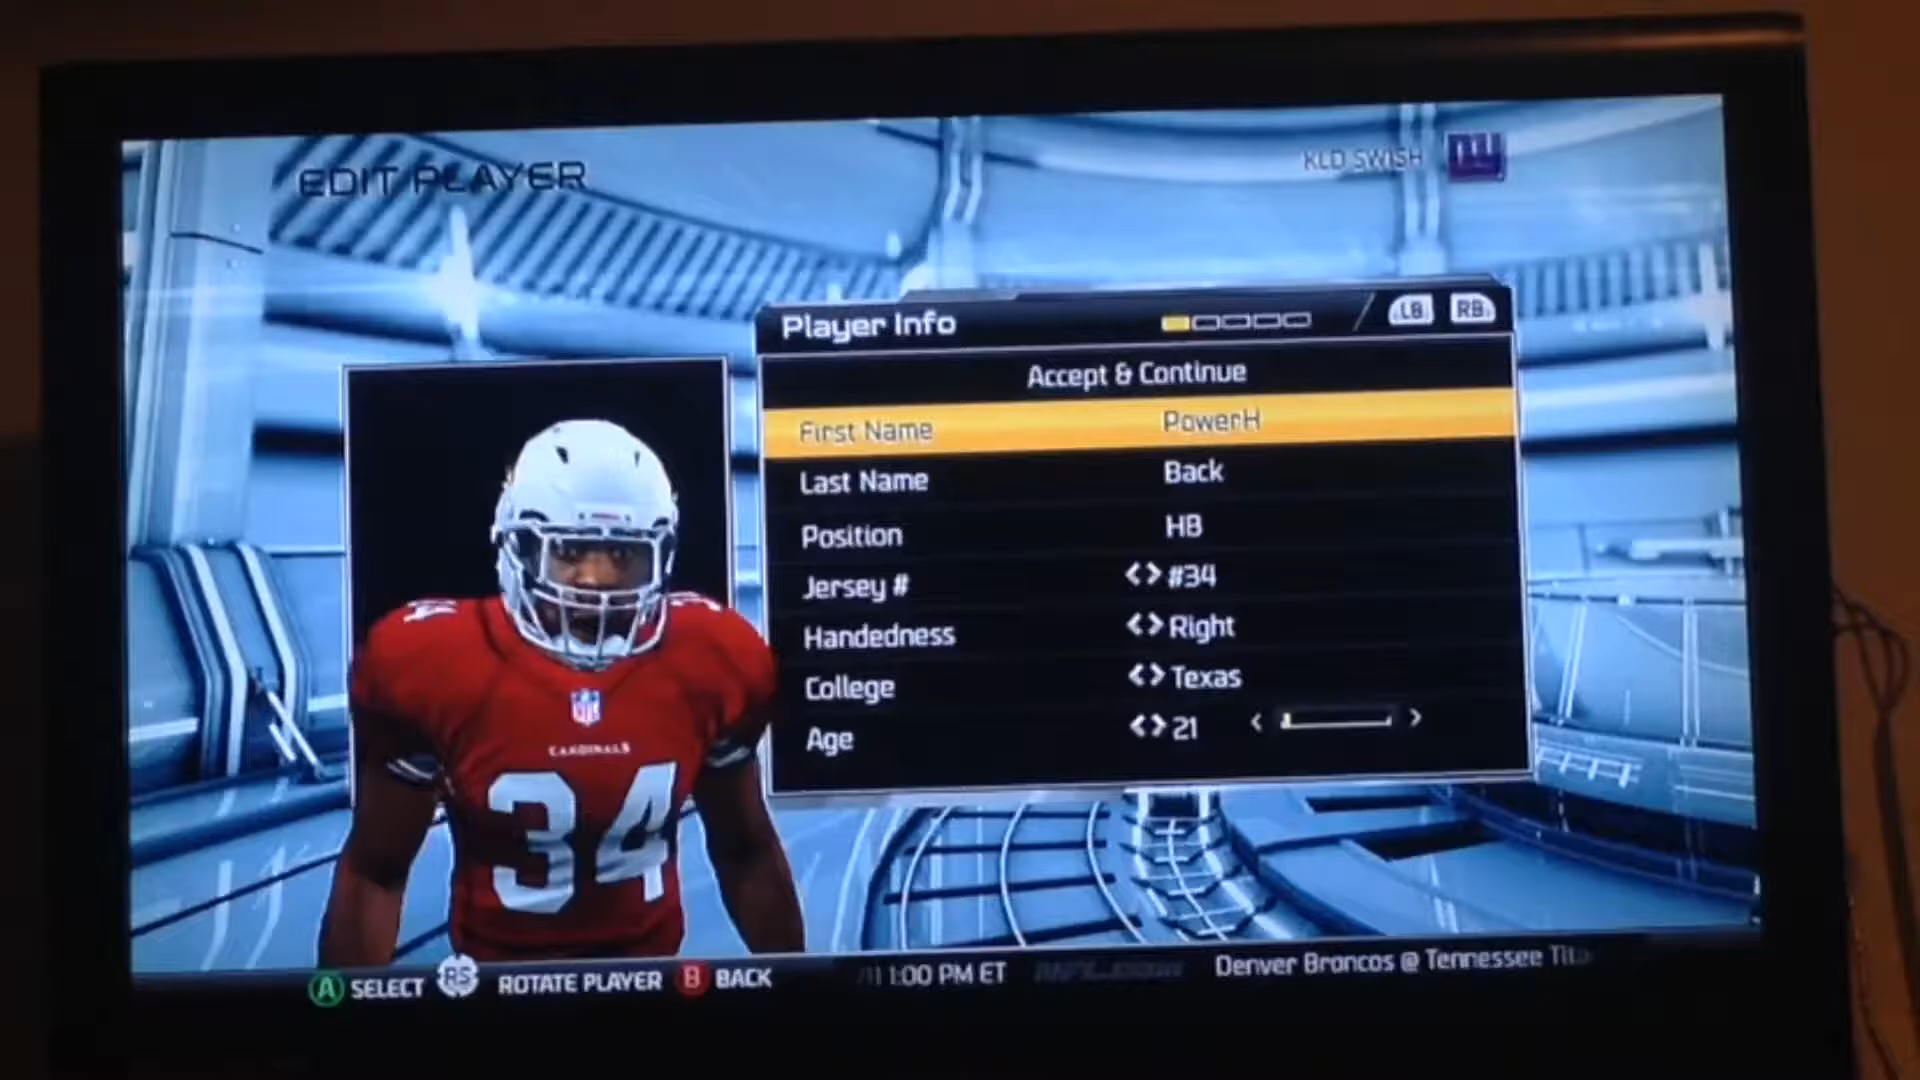 EDIT PLAYER
KLD SWISH
ny
Player Info
LB
RB
Accept & Continue
First Name PowerH
Last Name Back
Position HB
Jersey # < > #34
Handedness < > Right
College < > Texas
Age < > 21 < >
NFL
CARDINALS
34
A SELECT RS ROTATE PLAYER B BACK
1:00 PM ET
Denver Broncos @ Tennessee